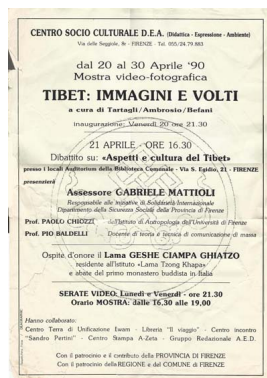 CENTRO SOCIO CULTURALE D.E.A. (Didattica - Espressione - Ambiente)
Via delle Seggiole, 8r - FIRENZE - Tel. 055/24.79.883
dal 20 al 30 Aprile '90
Mostra video-fotografica
TIBET: IMMAGINI E VOLTI
a cura di Tartagli/Ambrosio/Befani
inaugurazione: Venerdì 20 ore 21.30
21 APRILE - ORE 16.30
Dibattito su: «Aspetti e cultura del Tibet»
presso i locali Auditorium della Biblioteca Comunale - Via S. Egidio, 21 - FIRENZE
presenzierà
Assessore GABRIELE MATTIOLI
Responsabile alle iniziative di Solidarietà Internazionale
Dipartimento della Sicurezza Sociale della Provincia di Firenze
Prof. PAOLO CHIOZZI - dell'Istituto di Antropologia dell'Università di Firenze
Prof. PIO BALDELLI - Docente di teoria e tecnica di comunicazione di massa
Ospite d'onore il Lama GESHE CIAMPA GHIATZO
residente all'Istituto «Lama Tzong Khapa»
e abate del primo monastero buddista in Italia
SERATE VIDEO: Lunedì e Venerdì - ore 21.30
Orario MOSTRA: dalle 16.30 alle 19,00
Hanno collaborato:
Centro Terra di Unificazione Ewam - Libreria "Il viaggio" - Centro incontro
"Sandro Pertini" - Centro Stampa A-Zeta - Gruppo Redazionale A.E.D.
Con il patrocinio e il contributo della PROVINCIA DI FIRENZE
Con il patrocinio della REGIONE e del COMUNE di FIRENZE